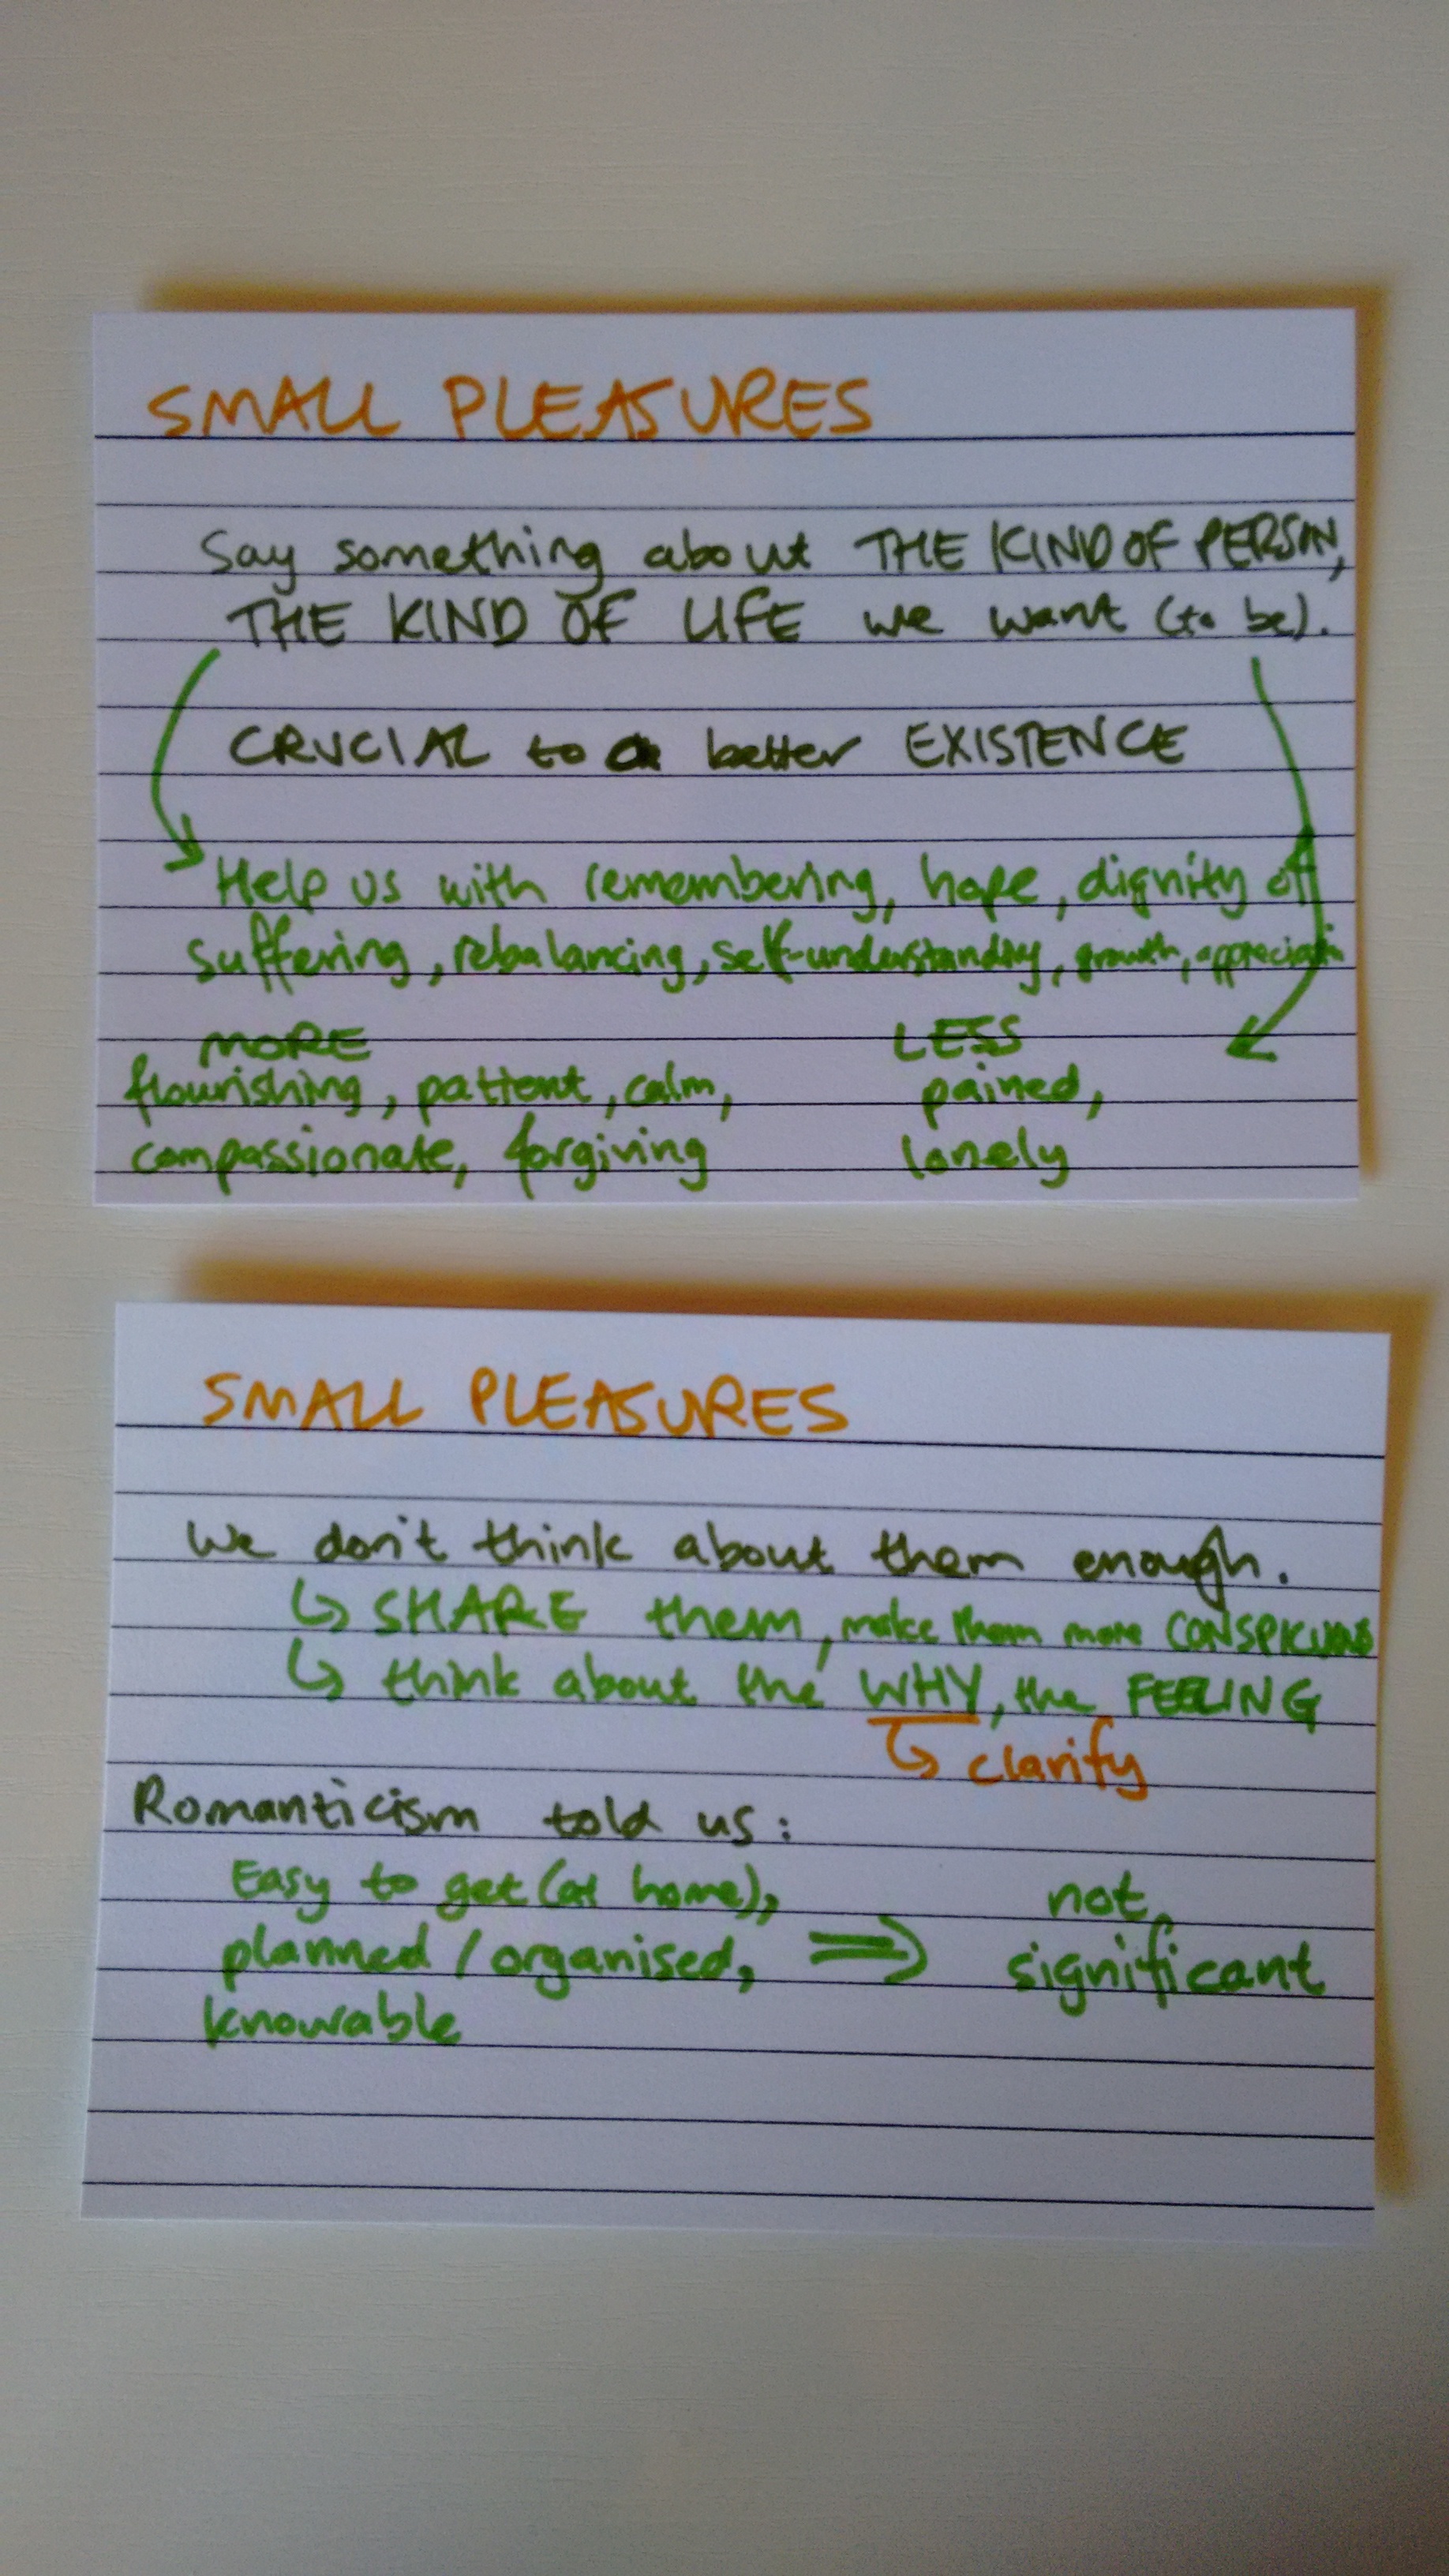 SMALL PLEASURES
Say something about THE KIND OF PERSON,
THE KIND OF LIFE we want (to be).
CRUCIAL to a better EXISTENCE
Help us with remembering, hope, dignity of
suffering, rebalancing, self-understanding, growth, appreciation
MORE
flourishing, patient, calm,
compassionate, forgiving
LESS
pained,
lonely
SMALL PLEASURES
We don't think about them enough.
↳ SHARE them, make them more CONSPICUOUS
↳ think about the WHY, the FEELING
↳ clarify
Romanticism told us:
Easy to get (at home),
planned / organised,
knowable
⇒
not
significant